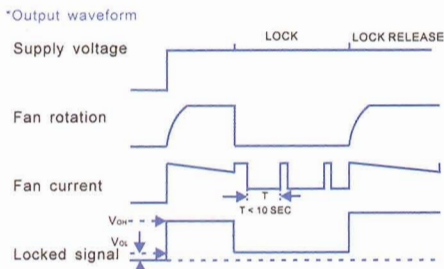 *Output waveform
Supply voltage
LOCK
LOCK RELEASE
Fan rotation
Fan current
T
T < 10 SEC
VOH
VOL
Locked signal